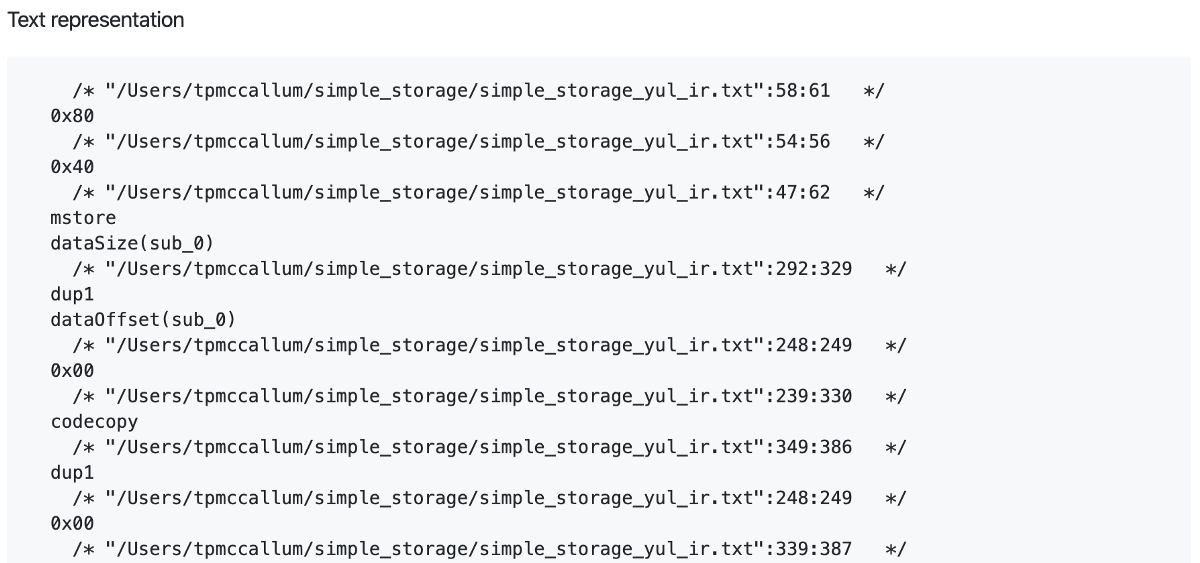 Text representation
/* "/Users/tpmccallum/simple_storage/simple_storage_yul_ir.txt":58:61   */
0x80
/* "/Users/tpmccallum/simple_storage/simple_storage_yul_ir.txt":54:56   */
0x40
/* "/Users/tpmccallum/simple_storage/simple_storage_yul_ir.txt":47:62   */
mstore
dataSize(sub_0)
/* "/Users/tpmccallum/simple_storage/simple_storage_yul_ir.txt":292:329   */
dup1
dataOffset(sub_0)
/* "/Users/tpmccallum/simple_storage/simple_storage_yul_ir.txt":248:249   */
0x00
/* "/Users/tpmccallum/simple_storage/simple_storage_yul_ir.txt":239:330   */
codecopy
/* "/Users/tpmccallum/simple_storage/simple_storage_yul_ir.txt":349:386   */
dup1
/* "/Users/tpmccallum/simple_storage/simple_storage_yul_ir.txt":248:249   */
0x00
/* "/Users/tpmccallum/simple_storage/simple_storage_yul_ir.txt":339:387   */